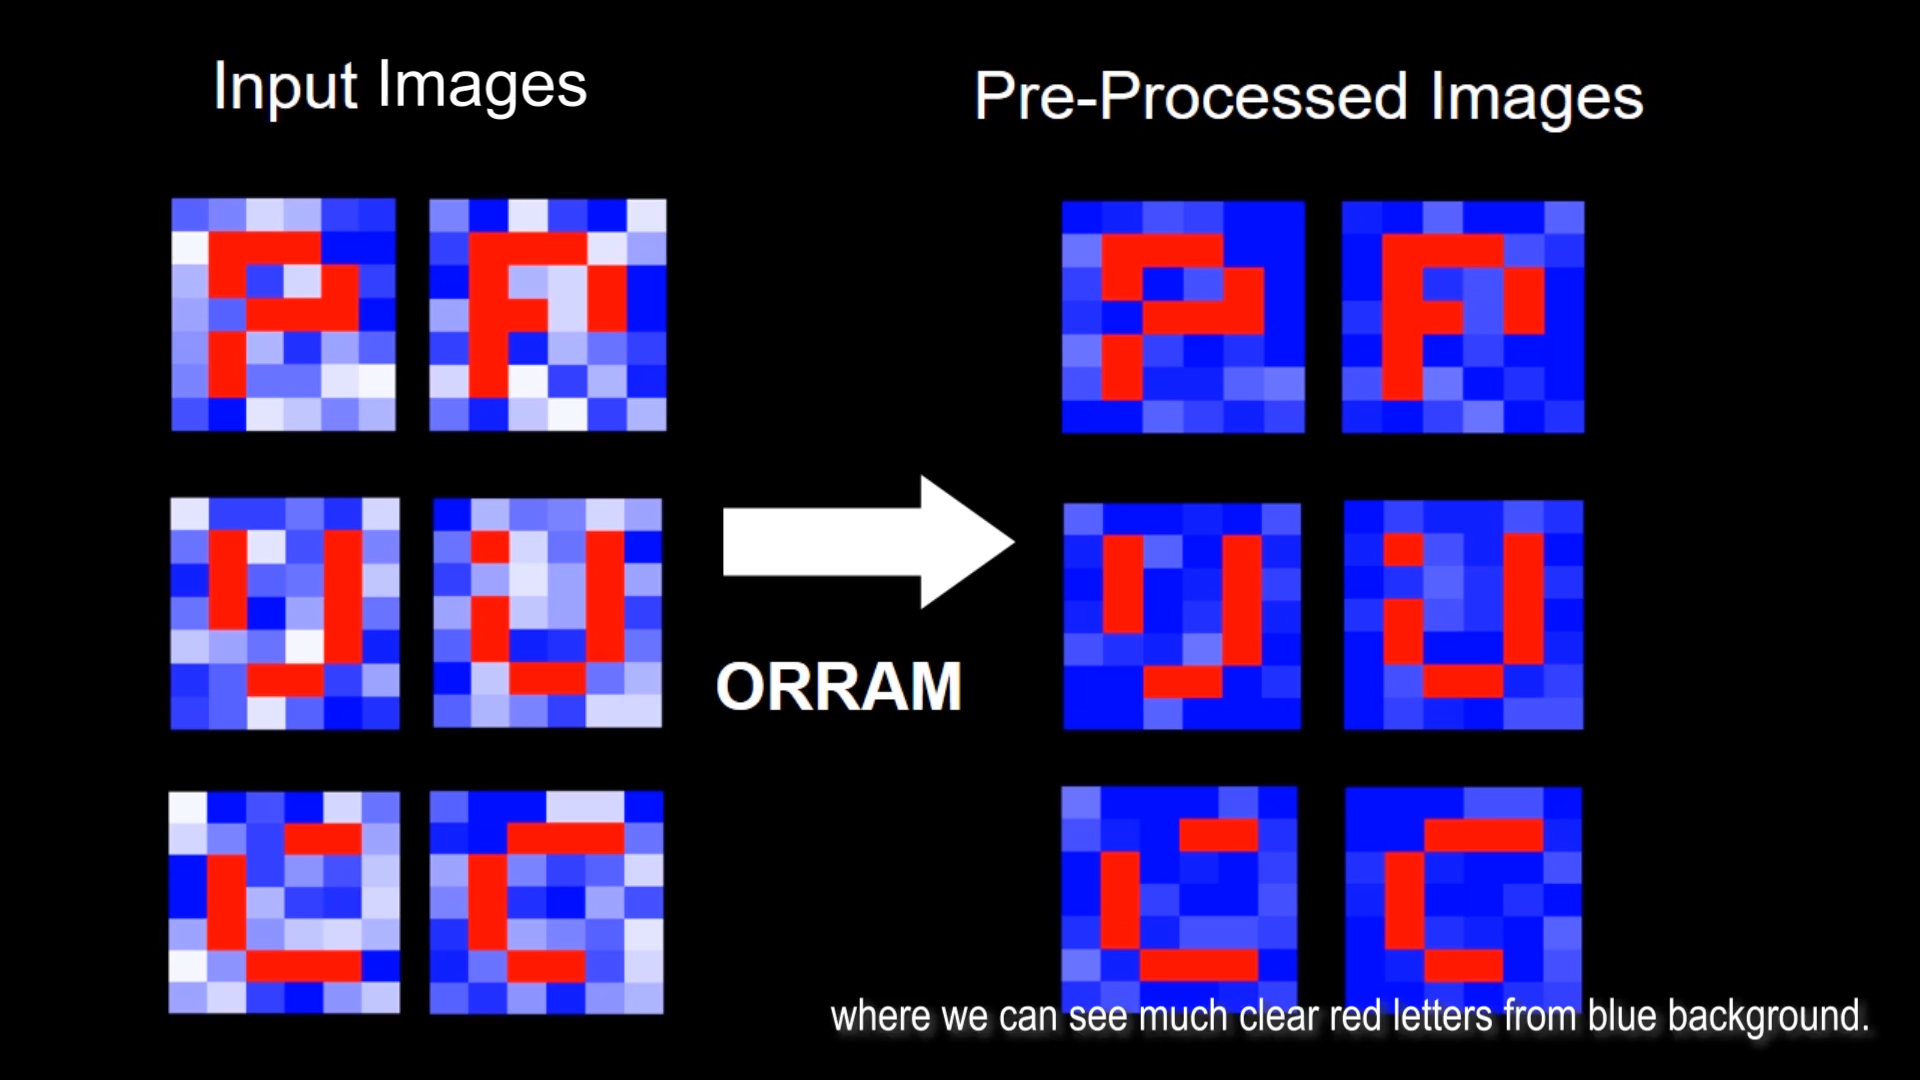 Input Images
Pre-Processed Images
ORRAM
where we can see much clear red letters from blue background.